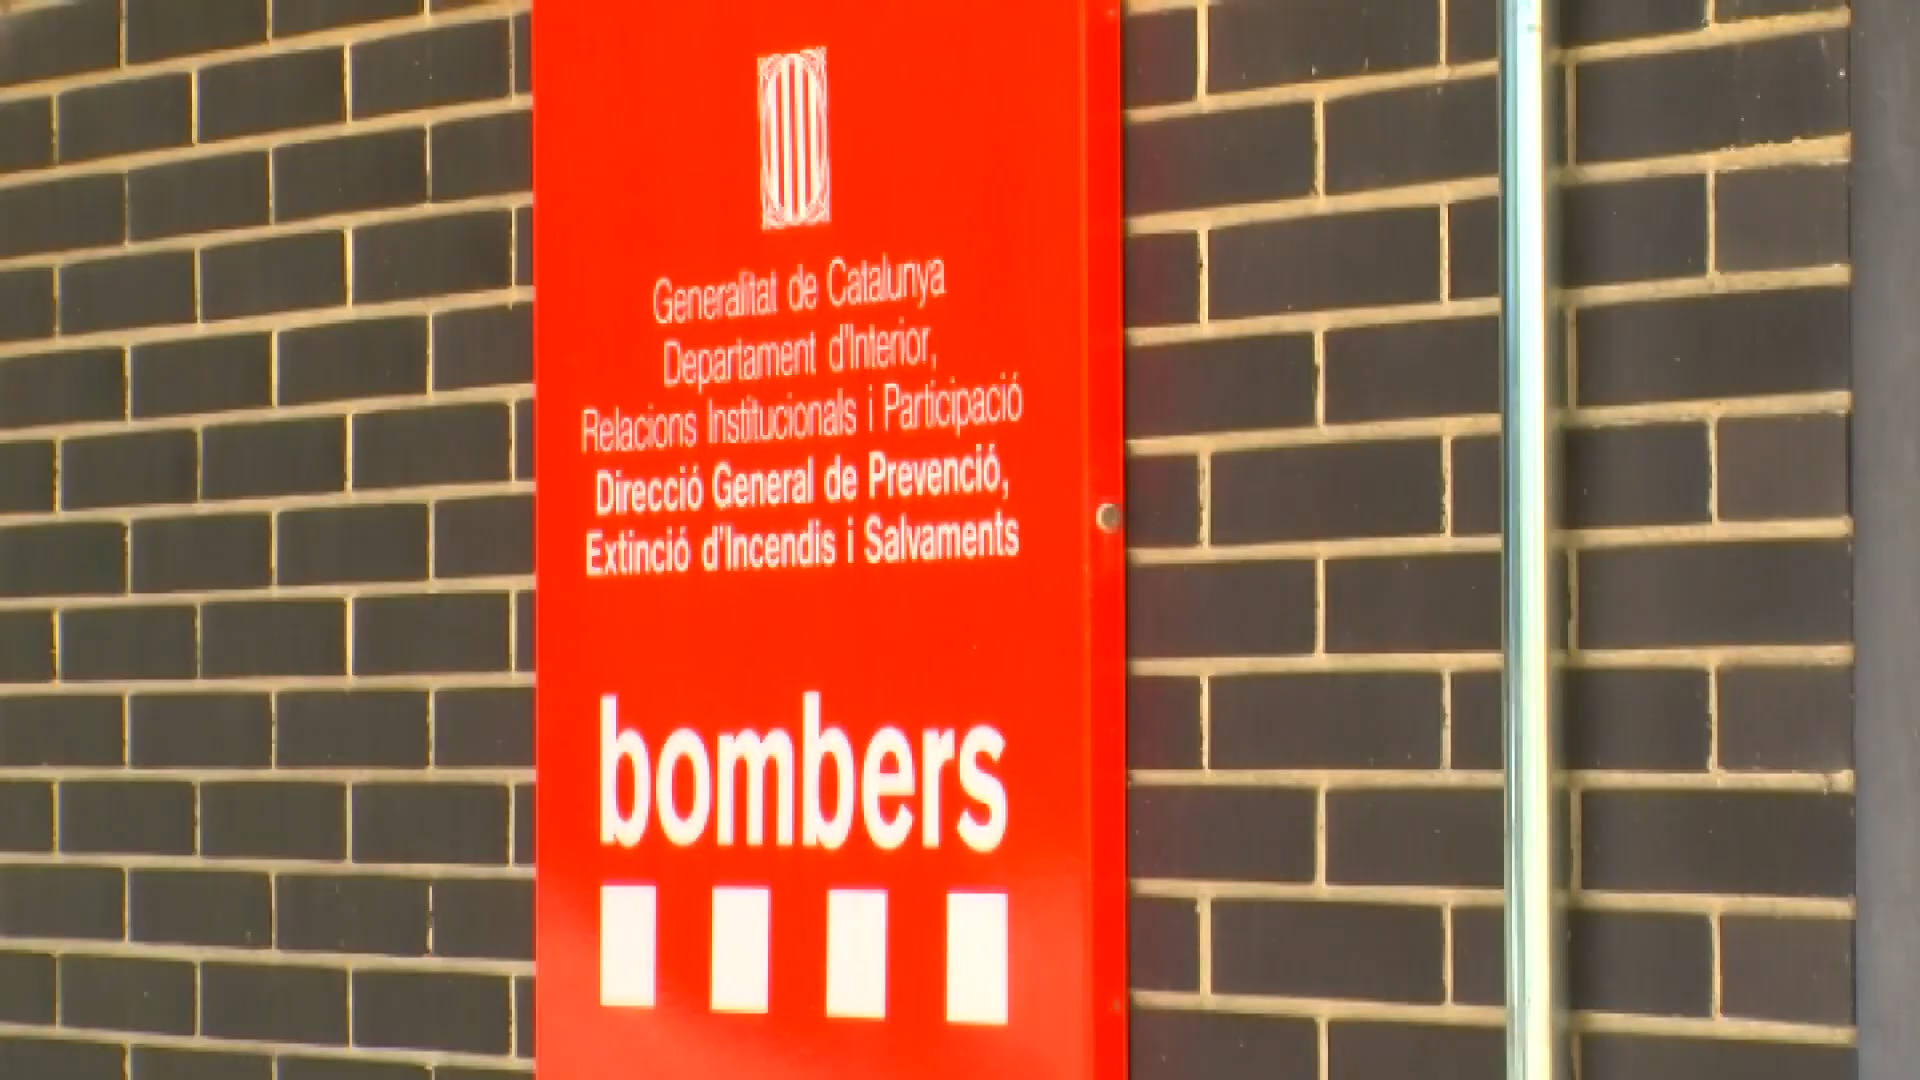 Generalitat de Catalunya
Departament d'Interior,
Relacions Institucionals i Participació
Direcció General de Prevenció,
Extinció d'Incendis i Salvaments
bombers